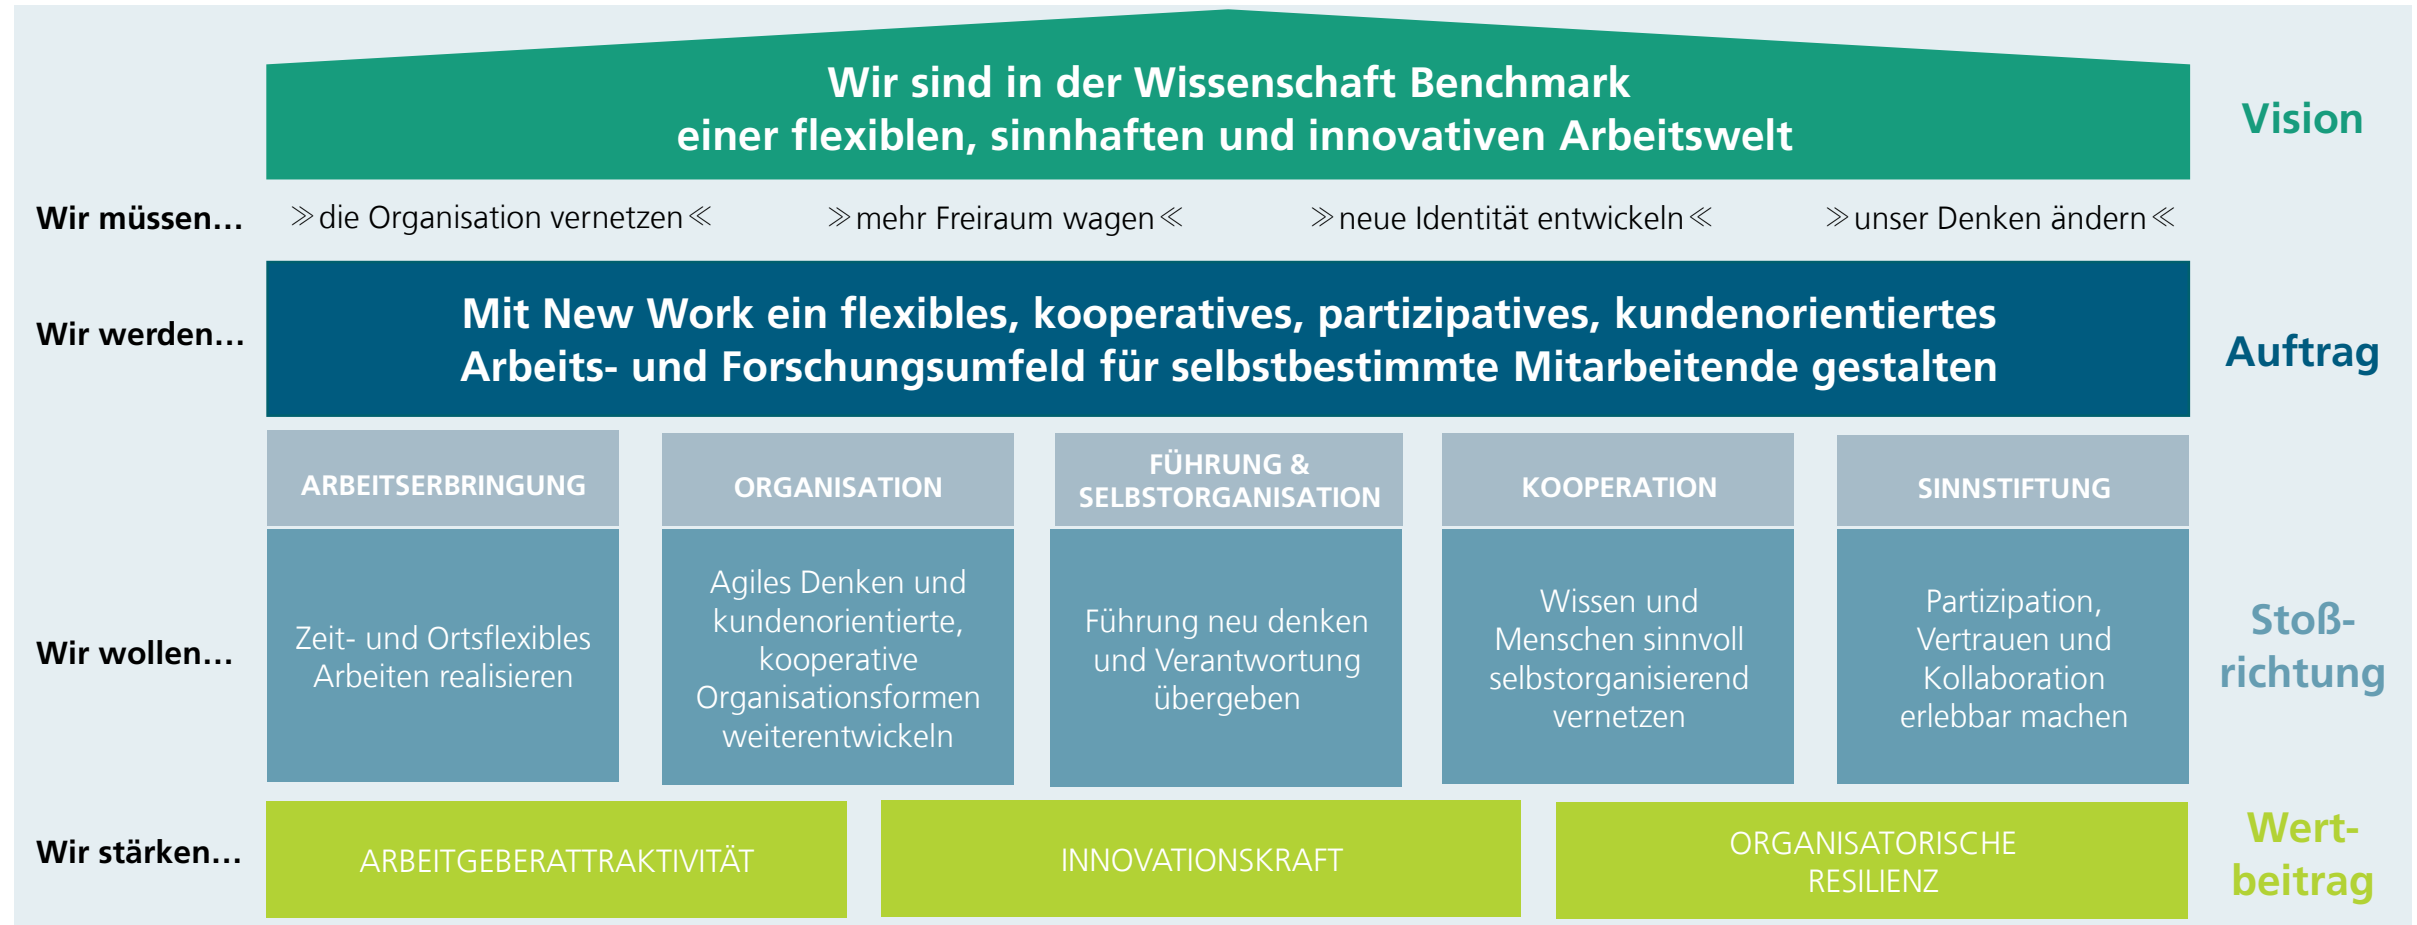 Wir sind in der Wissenschaft Benchmark
einer flexiblen, sinnhaften und innovativen Arbeitswelt
Vision
Wir müssen...
≫die Organisation vernetzen≪
≫mehr Freiraum wagen≪
≫neue Identität entwickeln≪
≫unser Denken ändern≪
Wir werden...
Mit New Work ein flexibles, kooperatives, partizipatives, kundenorientiertes
Arbeits- und Forschungsumfeld für selbstbestimmte Mitarbeitende gestalten
Auftrag
Wir wollen...
ARBEITSERBRINGUNG
Zeit- und Ortsflexibles
Arbeiten realisieren
ORGANISATION
Agiles Denken und
kundenorientierte,
kooperative
Organisationsformen
weiterentwickeln
FÜHRUNG &
SELBSTORGANISATION
Führung neu denken
und Verantwortung
übergeben
KOOPERATION
Wissen und
Menschen sinnvoll
selbstorganisierend
vernetzen
SINNSTIFTUNG
Partizipation,
Vertrauen und
Kollaboration
erlebbar machen
Stoß-
richtung
Wir stärken...
ARBEITGEBERATTRAKTIVITÄT
INNOVATIONSKRAFT
ORGANISATORISCHE
RESILIENZ
Wert-
beitrag